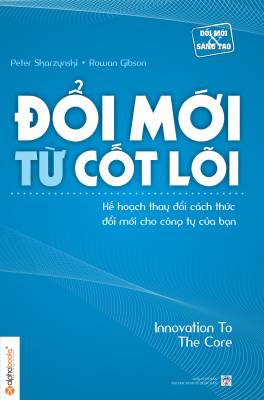 ĐỔI MỚI
&
SÁNG TẠO
Peter Skarzynski • Rowan Gibson
ĐỔI MỚI
TỪ CỐT LÕI
Kế hoạch thay đổi cách thức
đổi mới cho công ty của bạn
Innovation To
The Core
alphabooks